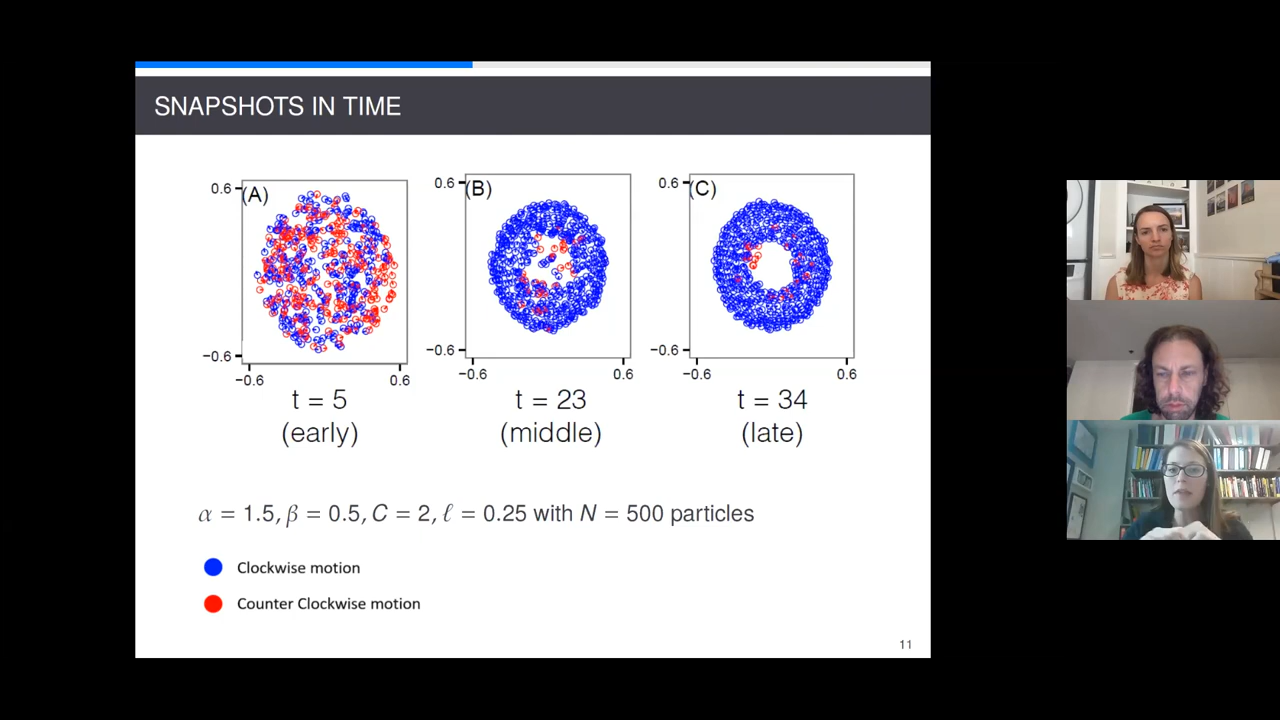 SNAPSHOTS IN TIME
0.6
(A)
−0.6
−0.6
0.6
t = 5
(early)
0.6
(B)
−0.6
−0.6
0.6
t = 23
(middle)
0.6
(C)
−0.6
−0.6
0.6
t = 34
(late)
α = 1.5, β = 0.5, C = 2, ℓ = 0.25 with N = 500 particles
Clockwise motion
Counter Clockwise motion
11